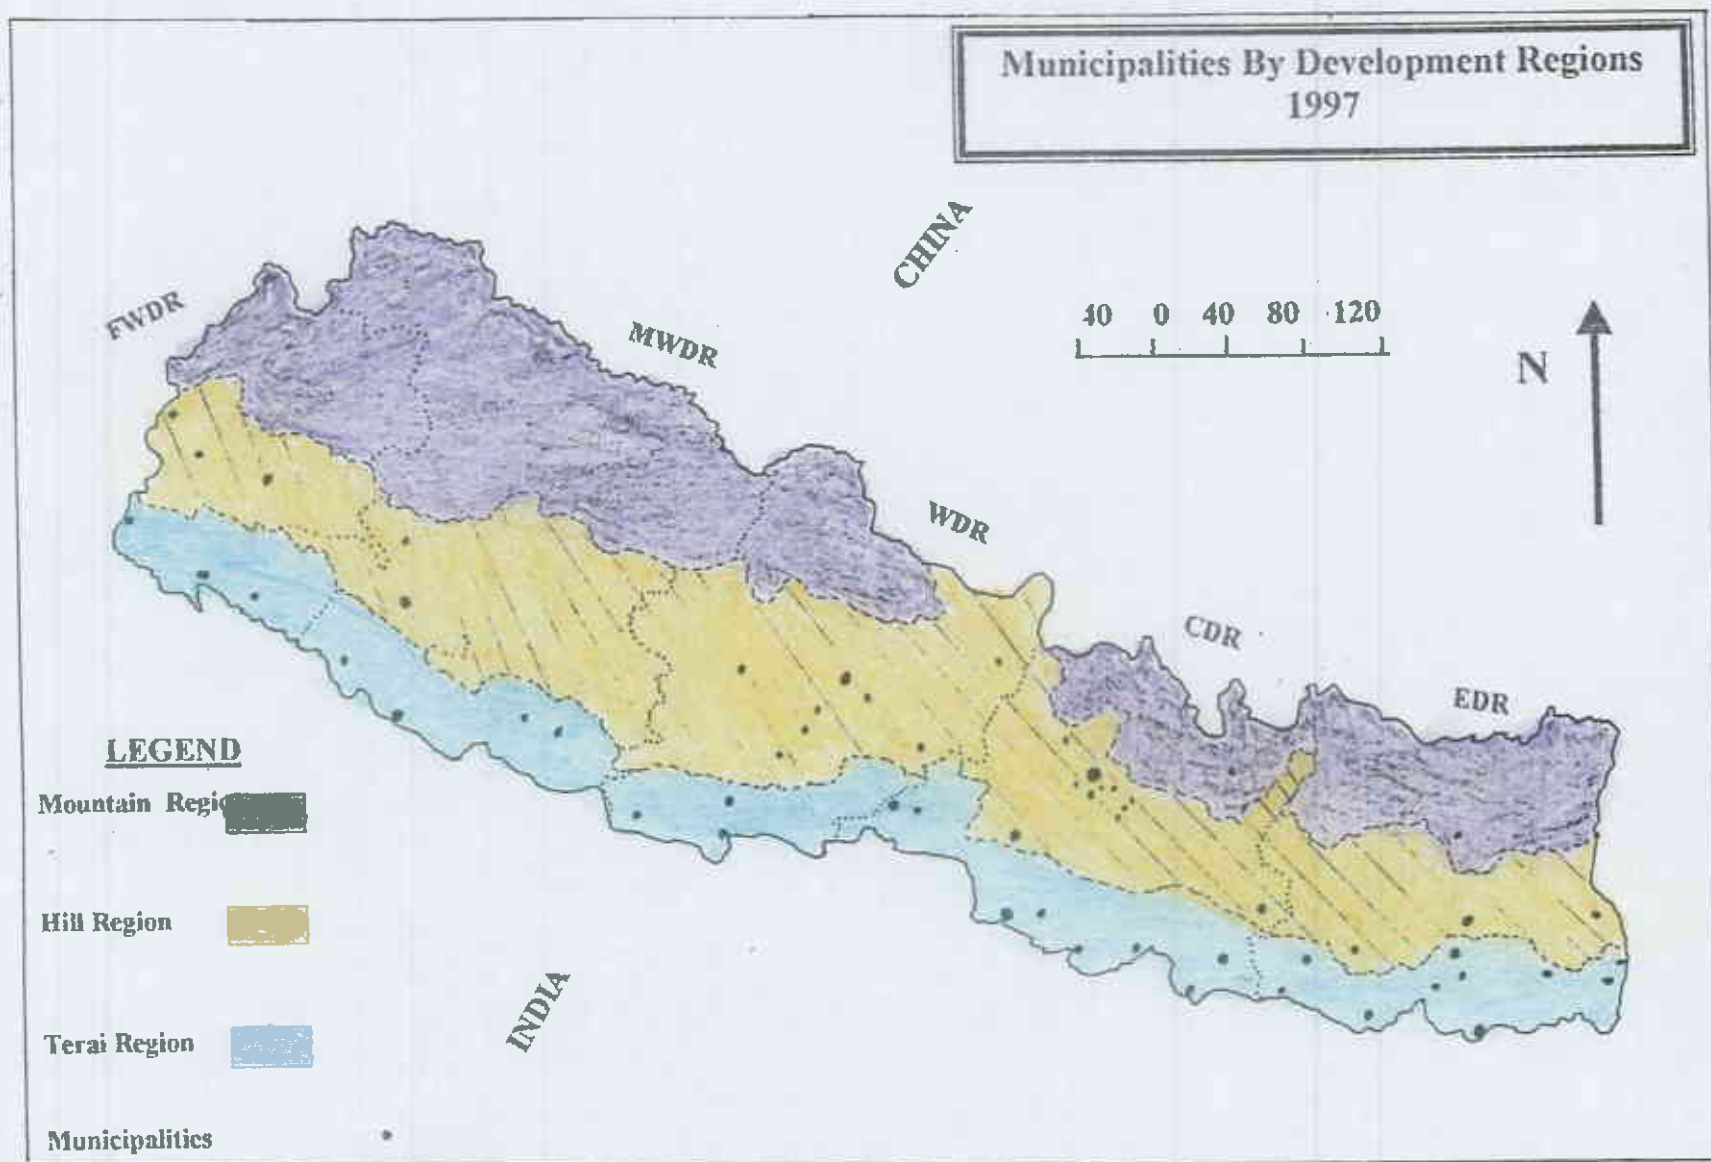 Municipalities By Development Regions
1997
CHINA
FWDR
MWDR
40 0 40 80 120
N
WDR
CDR
EDR
LEGEND
Mountain Regio
Hill Region
INDIA
Terai Region
Municipalities